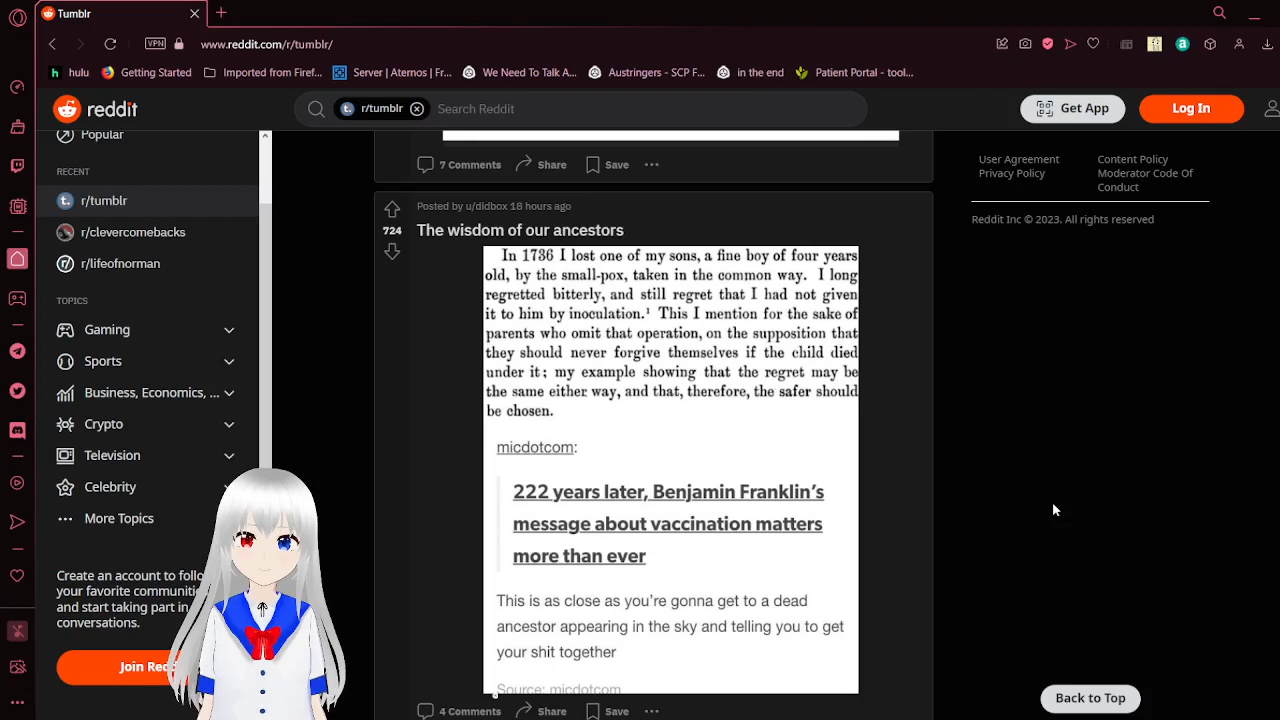 Tumblr
VPN
www.reddit.com/r/tumblr/
hulu
Getting Started
Imported from Firef...
Server | Aternos | Fr...
We Need To Talk A...
Austringers - SCP F...
in the end
Patient Portal - tool...
reddit
r/tumblr
Search Reddit
Get App
Log In
Popular
RECENT
r/tumblr
r/clevercomebacks
r/lifeofnorman
TOPICS
Gaming
Sports
Business, Economics, ...
Crypto
Television
Celebrity
More Topics
Create an account to follo
your favorite communities
and start taking part in
conversations.
Join Redd
7 Comments
Share
Save
Posted by u/didbox 18 hours ago
724
The wisdom of our ancestors
In 1736 I lost one of my sons, a fine boy of four years
old, by the small-pox, taken in the common way. I long
regretted bitterly, and still regret that I had not given
it to him by inoculation.¹ This I mention for the sake of
parents who omit that operation, on the supposition that
they should never forgive themselves if the child died
under it; my example showing that the regret may be
the same either way, and that, therefore, the safer should
be chosen.
micdotcom:
222 years later, Benjamin Franklin's
message about vaccination matters
more than ever
This is as close as you're gonna get to a dead
ancestor appearing in the sky and telling you to get
your shit together
Source: micdotcom
4 Comments
Share
Save
User Agreement
Privacy Policy
Content Policy
Moderator Code Of
Conduct
Reddit Inc © 2023. All rights reserved
Back to Top